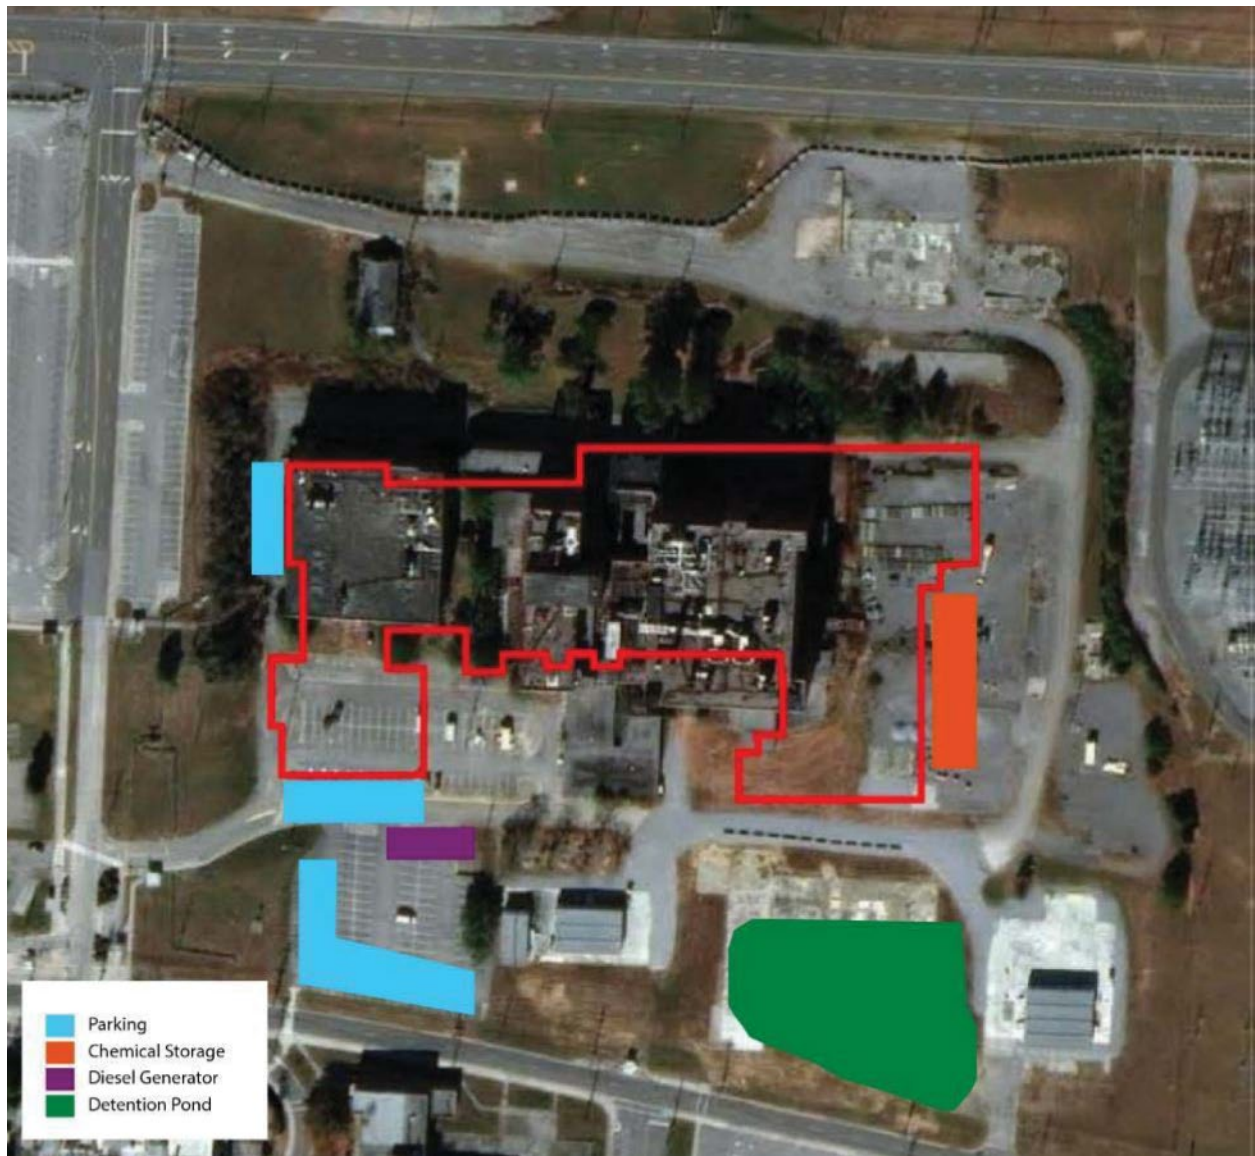 Parking
Chemical Storage
Diesel Generator
Detention Pond